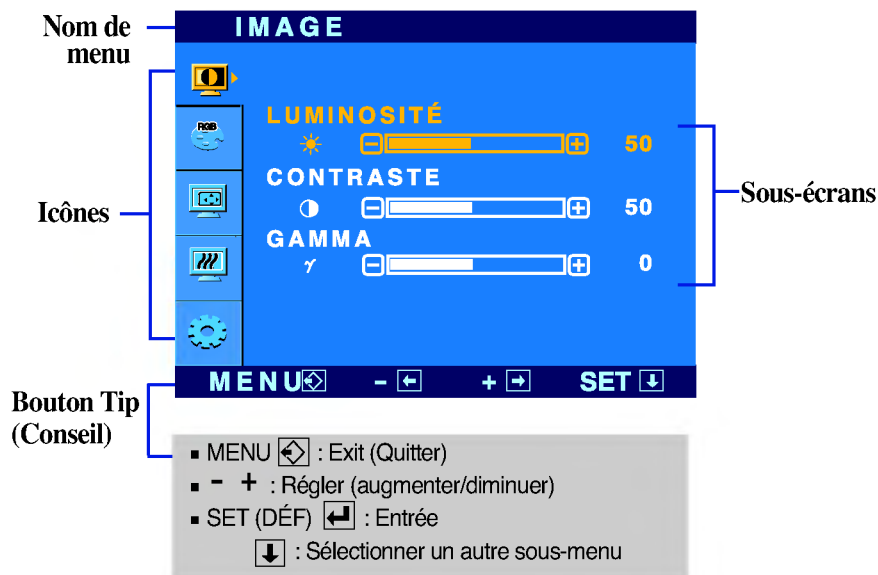 Nom de
menu
IMAGE
RGB
LUMINOSITÉ
50
CONTRASTE
50
GAMMA
γ
0
Icônes
Sous-écrans
MENU - + SET
Bouton Tip
(Conseil)
▪ MENU : Exit (Quitter)
▪ - + : Régler (augmenter/diminuer)
▪ SET (DÉF) : Entrée
: Sélectionner un autre sous-menu